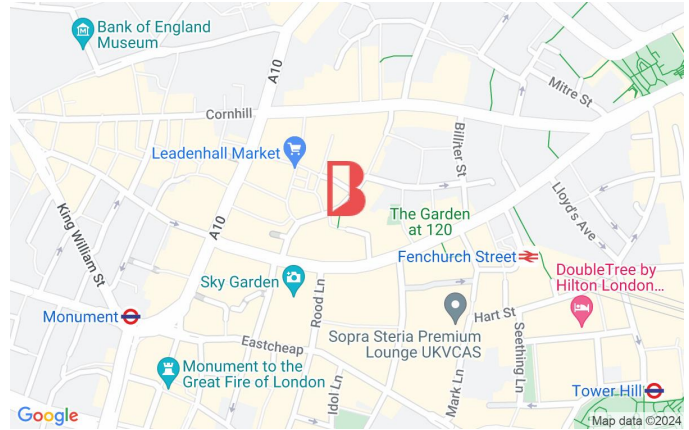 Bank of England
Museum
A10
Mitre St
Cornhill
Leadenhall Market
Billiter St
B
King William St
A10
The Garden
at 120
Lloyd's Ave
Fenchurch Street
Sky Garden
DoubleTree by
Hilton London...
Rood Ln
Monument
Hart St
Sopra Steria Premium
Lounge UKVCAS
Seething Ln
Eastcheap
Monument to the
Great Fire of London
Idol Ln
Mark Ln
Tower Hill
Google
Map data ©2024